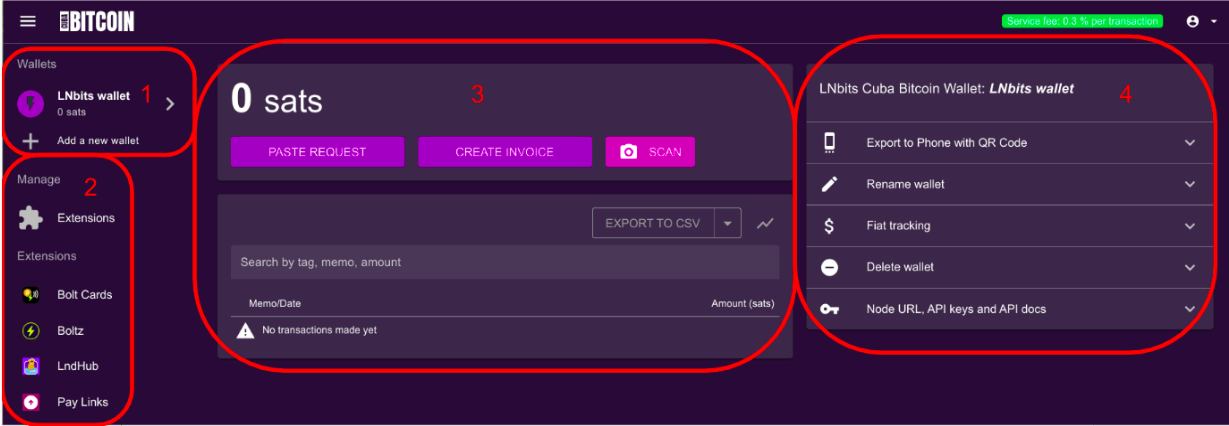 CUBA BITCOIN
Service fee: 0.3 % per transaction
Wallets
LNbits wallet
0 sats
1
Add a new wallet
Manage
2
Extensions
Extensions
Bolt Cards
Boltz
LndHub
Pay Links
0 sats
3
PASTE REQUEST
CREATE INVOICE
SCAN
EXPORT TO CSV
Search by tag, memo, amount
Memo/Date
Amount (sats)
No transactions made yet
LNbits Cuba Bitcoin Wallet: LNbits wallet
4
Export to Phone with QR Code
Rename wallet
Fiat tracking
Delete wallet
Node URL, API keys and API docs